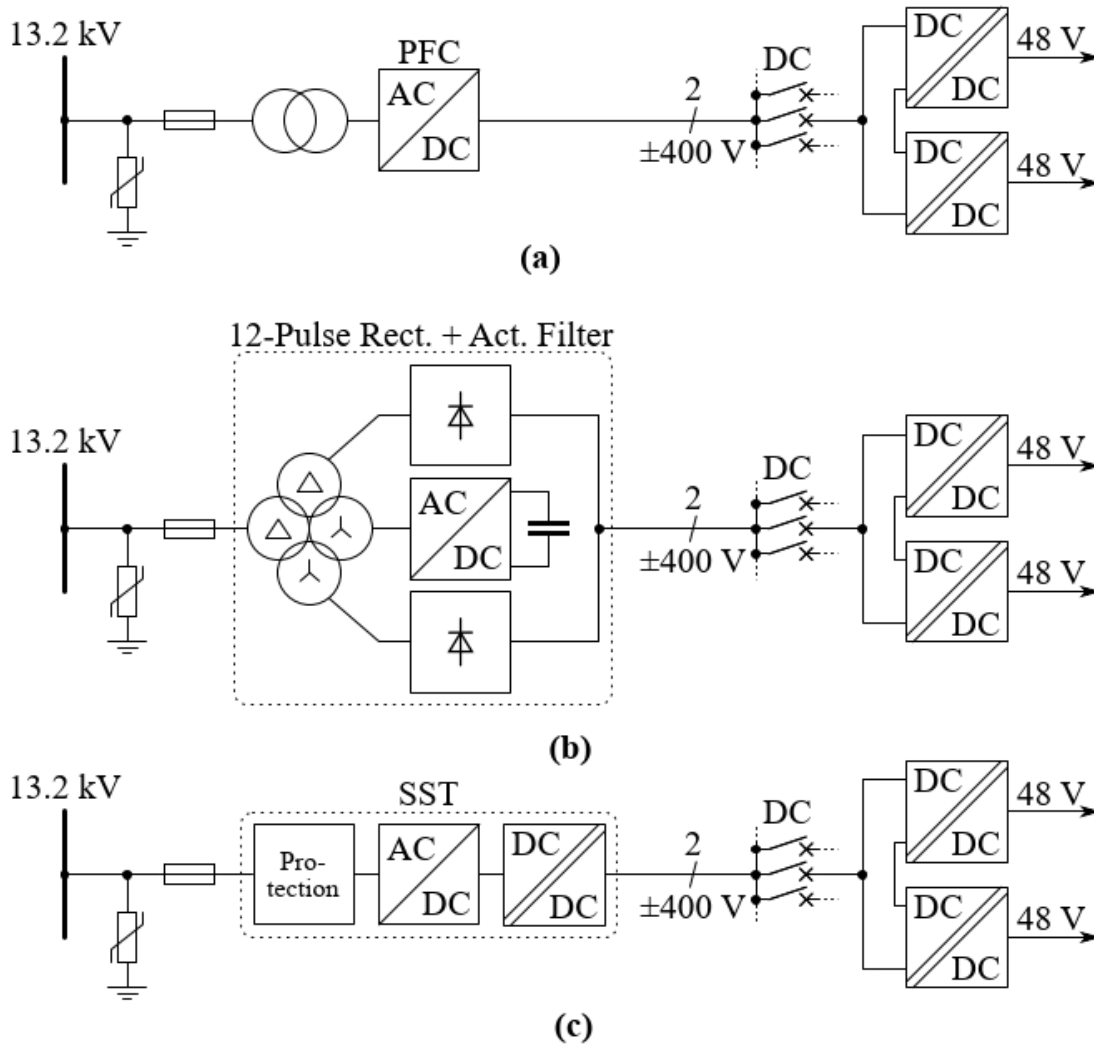 13.2 kV
PFC
AC
DC
2
±400 V
DC
DC
DC
48 V
DC
DC
48 V
(a)
12-Pulse Rect. + Act. Filter
13.2 kV
AC
DC
2
±400 V
DC
DC
DC
48 V
DC
DC
48 V
(b)
13.2 kV
SST
Pro-
tection
AC
DC
DC
DC
2
±400 V
DC
DC
DC
48 V
DC
DC
48 V
(c)